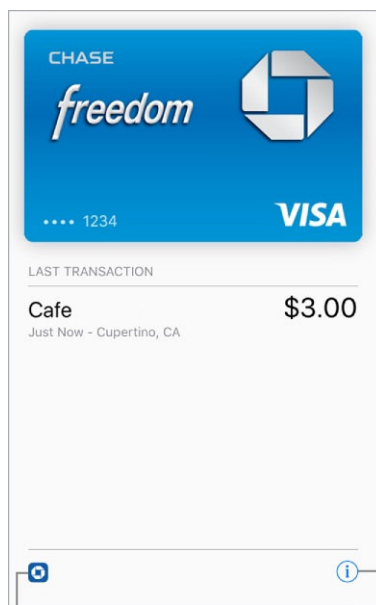 CHASE
freedom
•••• 1234
VISA
LAST TRANSACTION
Cafe
$3.00
Just Now - Cupertino, CA
i